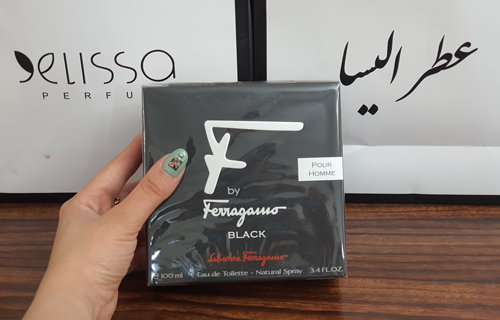 eLISSA
PERFU
عطر اليسا
F
by
Ferragamo
BLACK
POUR
HOMME
Salvatore Ferragamo
100 ml Eau de Toilette - Natural Spray 3.4 FL.OZ.